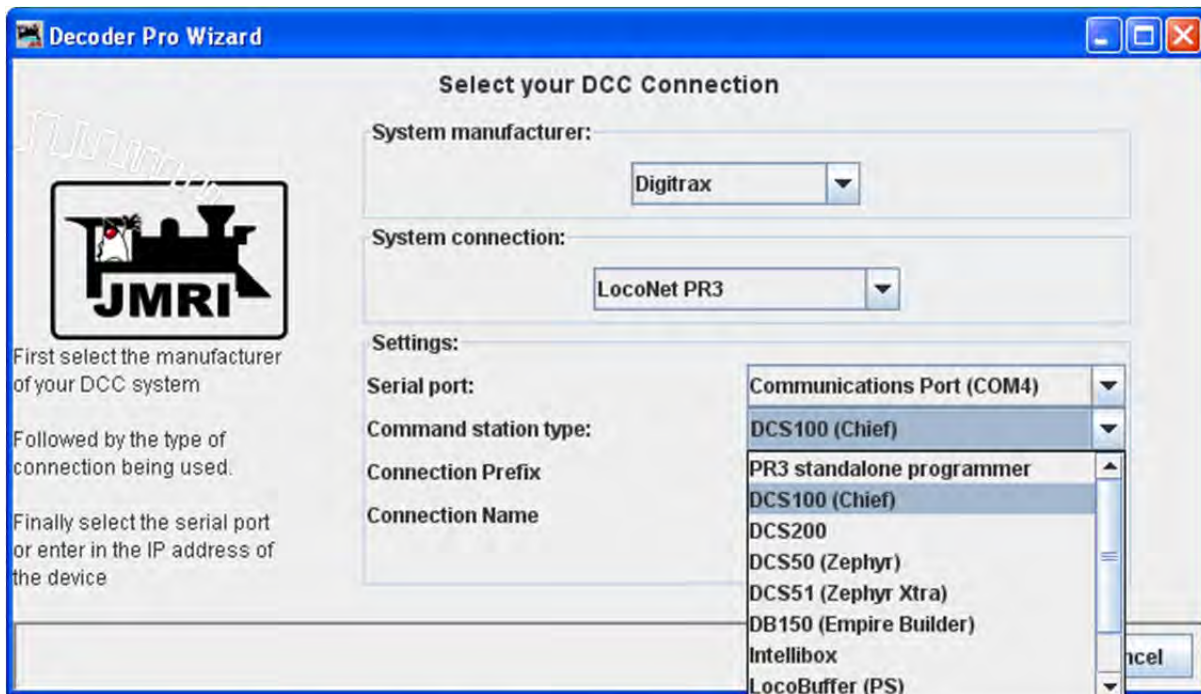 Decoder Pro Wizard
Select your DCC Connection
System manufacturer:
Digitrax
System connection:
LocoNet PR3
JMRI
First select the manufacturer
of your DCC system
Followed by the type of
connection being used.
Finally select the serial port
or enter in the IP address of
the device
Settings:
Serial port:
Communications Port (COM4)
Command station type:
DCS100 (Chief)
Connection Prefix
Connection Name
PR3 standalone programmer
DCS100 (Chief)
DCS200
DCS50 (Zephyr)
DCS51 (Zephyr Xtra)
DB150 (Empire Builder)
Intellibox
LocoBuffer (PS)
ncel